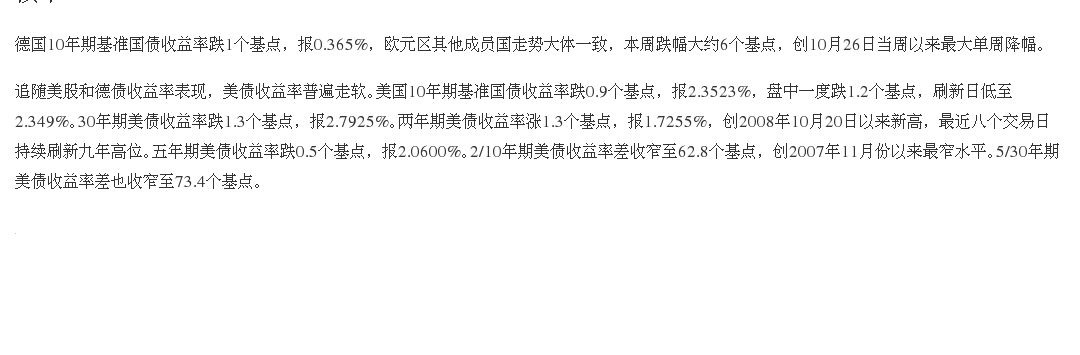 德国10年期基准国债收益率跌1个基点，报0.365%，欧元区其他成员国走势大体一致，本周跌幅大约6个基点，创10月26日当周以来最大单周降幅。
追随美股和德债收益率表现，美债收益率普遍走软。美国10年期基准国债收益率跌0.9个基点，报2.3523%，盘中一度跌1.2个基点，刷新日低至
2.349%。30年期美债收益率跌1.3个基点，报2.7925%。两年期美债收益率涨1.3个基点，报1.7255%，创2008年10月20日以来新高，最近八个交易日
持续刷新九年高位。五年期美债收益率跌0.5个基点，报2.0600%。2/10年期美债收益率差收窄至62.8个基点，创2007年11月份以来最窄水平。5/30年期
美债收益率差也收窄至73.4个基点。